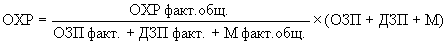 ОХР = ОХР факт.общ. / ОЗП факт. + ДЗП факт. + М факт.общ. × (ОЗП + ДЗП + М)